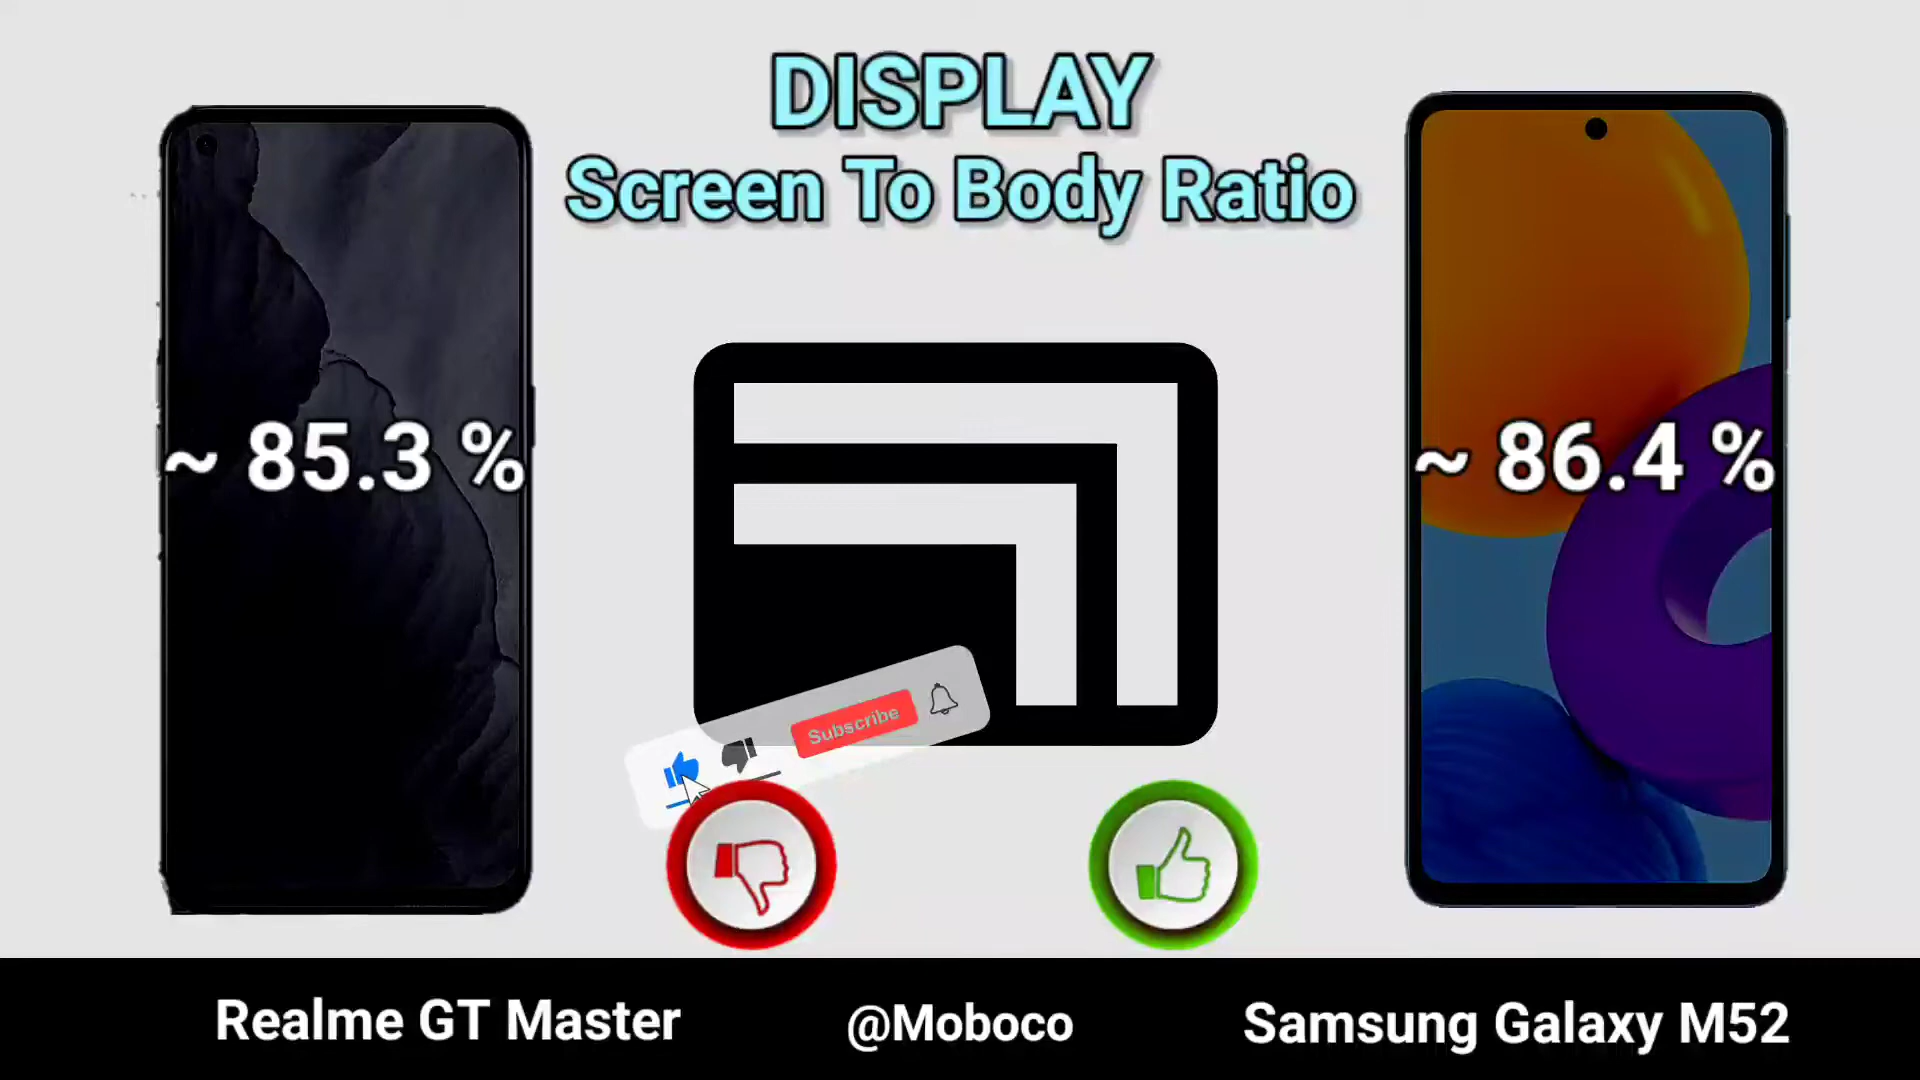 DISPLAY
Screen To Body Ratio
~ 85.3 %
~ 86.4 %
Subscribe
Realme GT Master
@Moboco
Samsung Galaxy M52